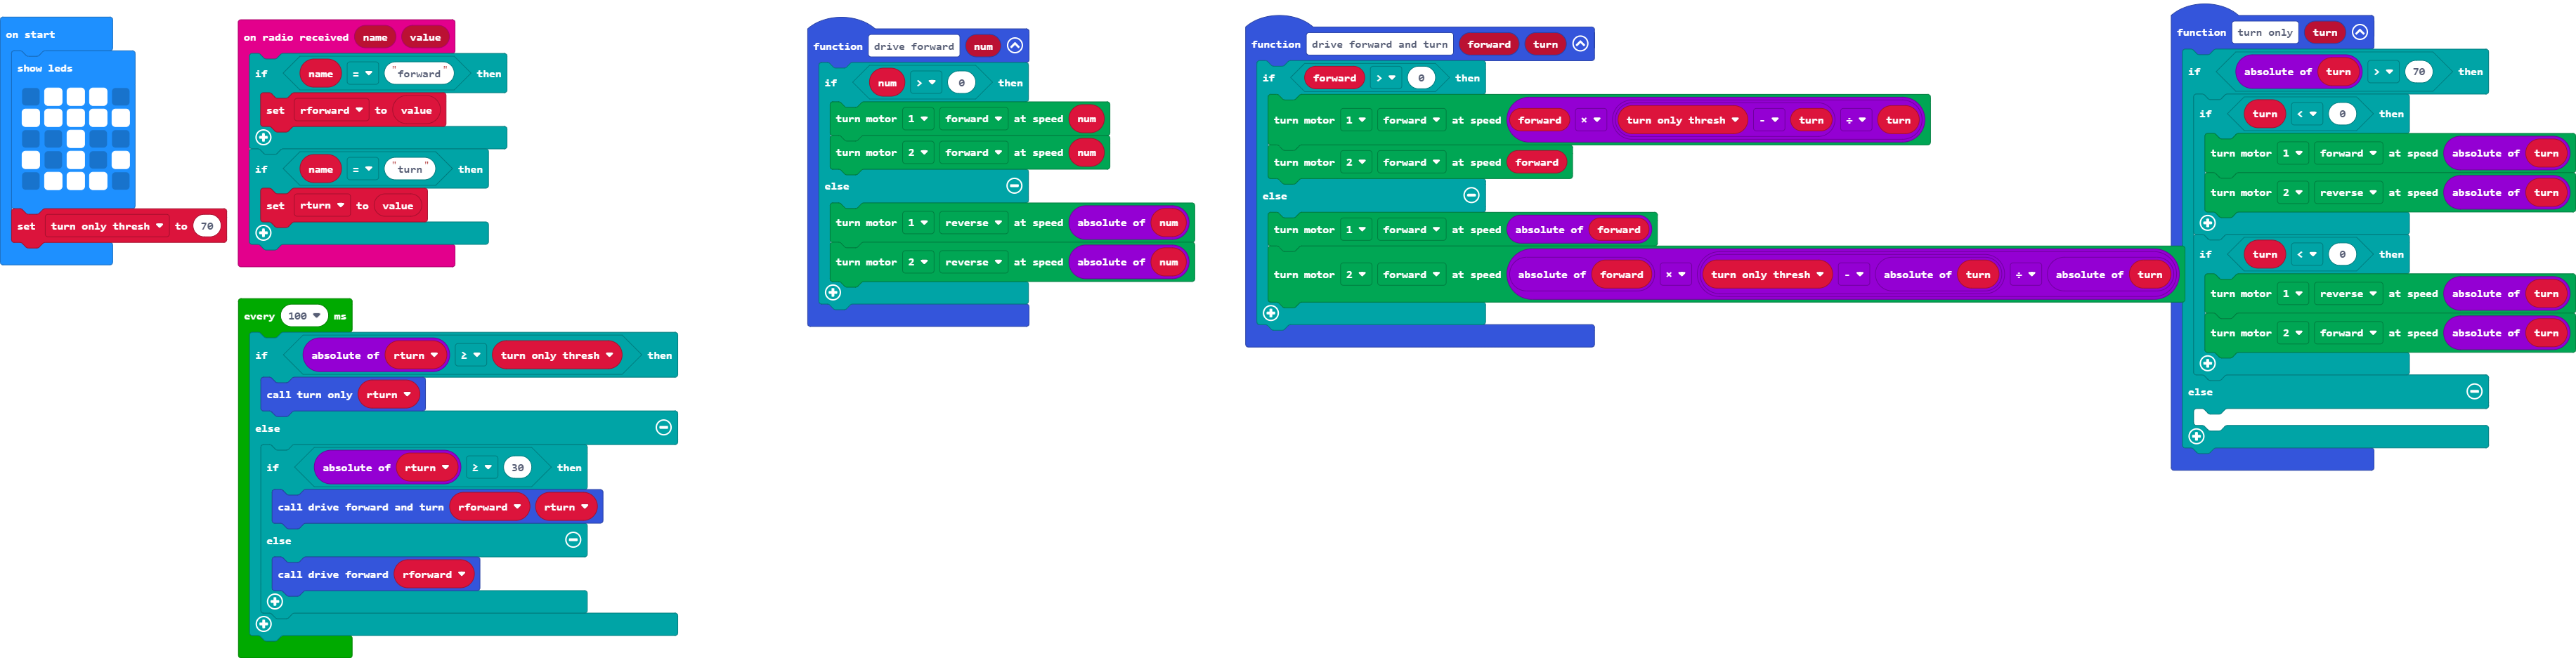 on start
show leds
set turn only thresh to 70
on radio received name value
if name = "forward" then
set rforward to value
if name = "turn" then
set rturn to value
every 100 ms
if absolute of rturn ≥ turn only thresh then
call turn only rturn
else
if absolute of rturn ≥ 30 then
call drive forward and turn rforward rturn
else
call drive forward rforward
function drive forward num
if num > 0 then
turn motor 1 forward at speed num
turn motor 2 forward at speed num
else
turn motor 1 reverse at speed absolute of num
turn motor 2 reverse at speed absolute of num
function drive forward and turn forward turn
if forward > 0 then
turn motor 1 forward at speed forward × turn only thresh - turn ÷ turn
turn motor 2 forward at speed forward
else
turn motor 1 forward at speed absolute of forward
turn motor 2 forward at speed absolute of forward × turn only thresh - absolute of turn ÷ absolute of turn
function turn only turn
if absolute of turn > 70 then
if turn < 0 then
turn motor 1 forward at speed absolute of turn
turn motor 2 reverse at speed absolute of turn
if turn < 0 then
turn motor 1 reverse at speed absolute of turn
turn motor 2 forward at speed absolute of turn
else